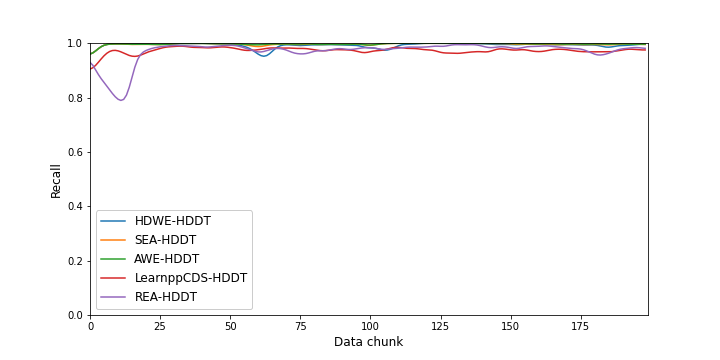 1.0
0.8
0.6
0.4
0.2
0.0
Recall
HDWE-HDDT
SEA-HDDT
AWE-HDDT
LearnppCDS-HDDT
REA-HDDT
0 25 50 75 100 125 150 175
Data chunk